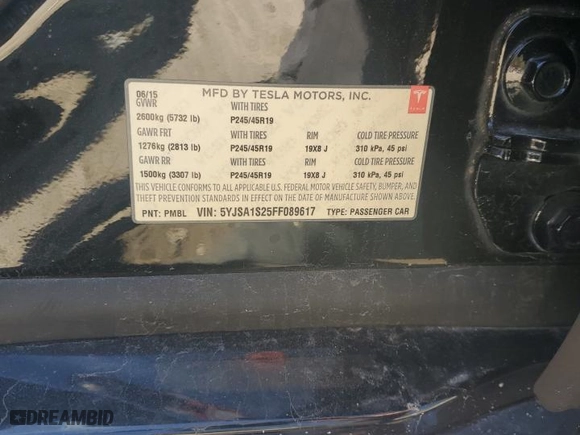 06/15 MFD BY TESLA MOTORS, INC.
GVWR WITH TIRES
2600kg (5732 lb) P245/45R19
GAWR FRT WITH TIRES RIM COLD TIRE PRESSURE
1276kg (2813 lb) P245/45R19 19X8 J 310 kPa, 45 psi
GAWR RR WITH TIRES RIM COLD TIRE PRESSURE
1500kg (3307 lb) P245/45R19 19X8 J 310 kPa, 45 psi
THIS VEHICLE CONFORMS TO ALL APPLICABLE U.S. FEDERAL MOTOR VEHICLE SAFETY, BUMPER, AND
THEFT PREVENTION STANDARDS IN EFFECT ON THE DATE OF MANUFACTURE SHOWN ABOVE.
PNT: PMBL VIN: 5YJSA1S25FF089617 TYPE: PASSENGER CAR
TESLA
DREAMBID